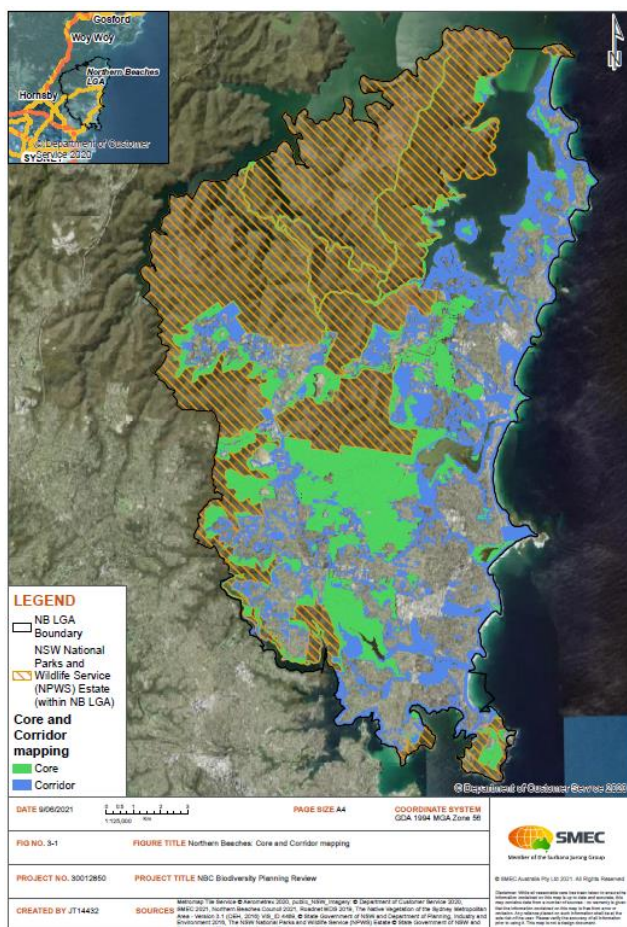 Gosford
Woy Woy
Northern Beaches
LGA
Hornsby
© Department of Customer
Service 2020
SYDNEY
N
LEGEND
NB LGA
Boundary
NSW National
Parks and
Wildlife Service
(NPWS) Estate
(within NB LGA)
Core and
Corridor
mapping
Core
Corridor
© Department of Customer Service 2020
DATE 9/06/2021
1:125,000
Km
PAGE SIZE A4
COORDINATE SYSTEM
GDA 1994 MGA Zone 56
FIG NO. 3-1
FIGURE TITLE Northern Beaches: Core and Corridor mapping
PROJECT NO. 30012850
PROJECT TITLE NBC Biodiversity Planning Review
CREATED BY JT14432
SOURCES
SMEC
Member of the Surbana Jurong Group
© SMEC Australia Pty Ltd 2021. All Rights Reserved.